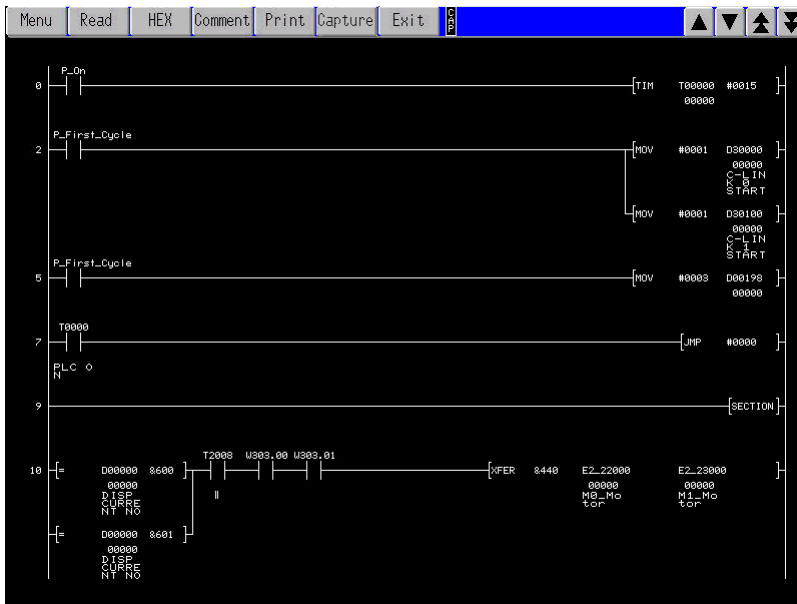 Menu Read HEX Comment Print Capture Exit CAP
P_On
0 TIM T00000 #0015
00000
P_First_Cycle
2 MOV #0001 D30000
00000
C-LIN
K 0
START
MOV #0001 D30100
00000
C-LIN
K 1
START
P_First_Cycle
5 MOV #0003 D00198
00000
T0000
7 JMP #0000
PLC O
N
9 SECTION
T2008 W303.00 W303.01
10 = D00000 &600 XFER &440 E2_22000 E2_23000
00000 00000 00000
DISP M0_Mo M1_Mo
CURRE tor tor
NT NO
= D00000 &601
00000
DISP
CURRE
NT NO